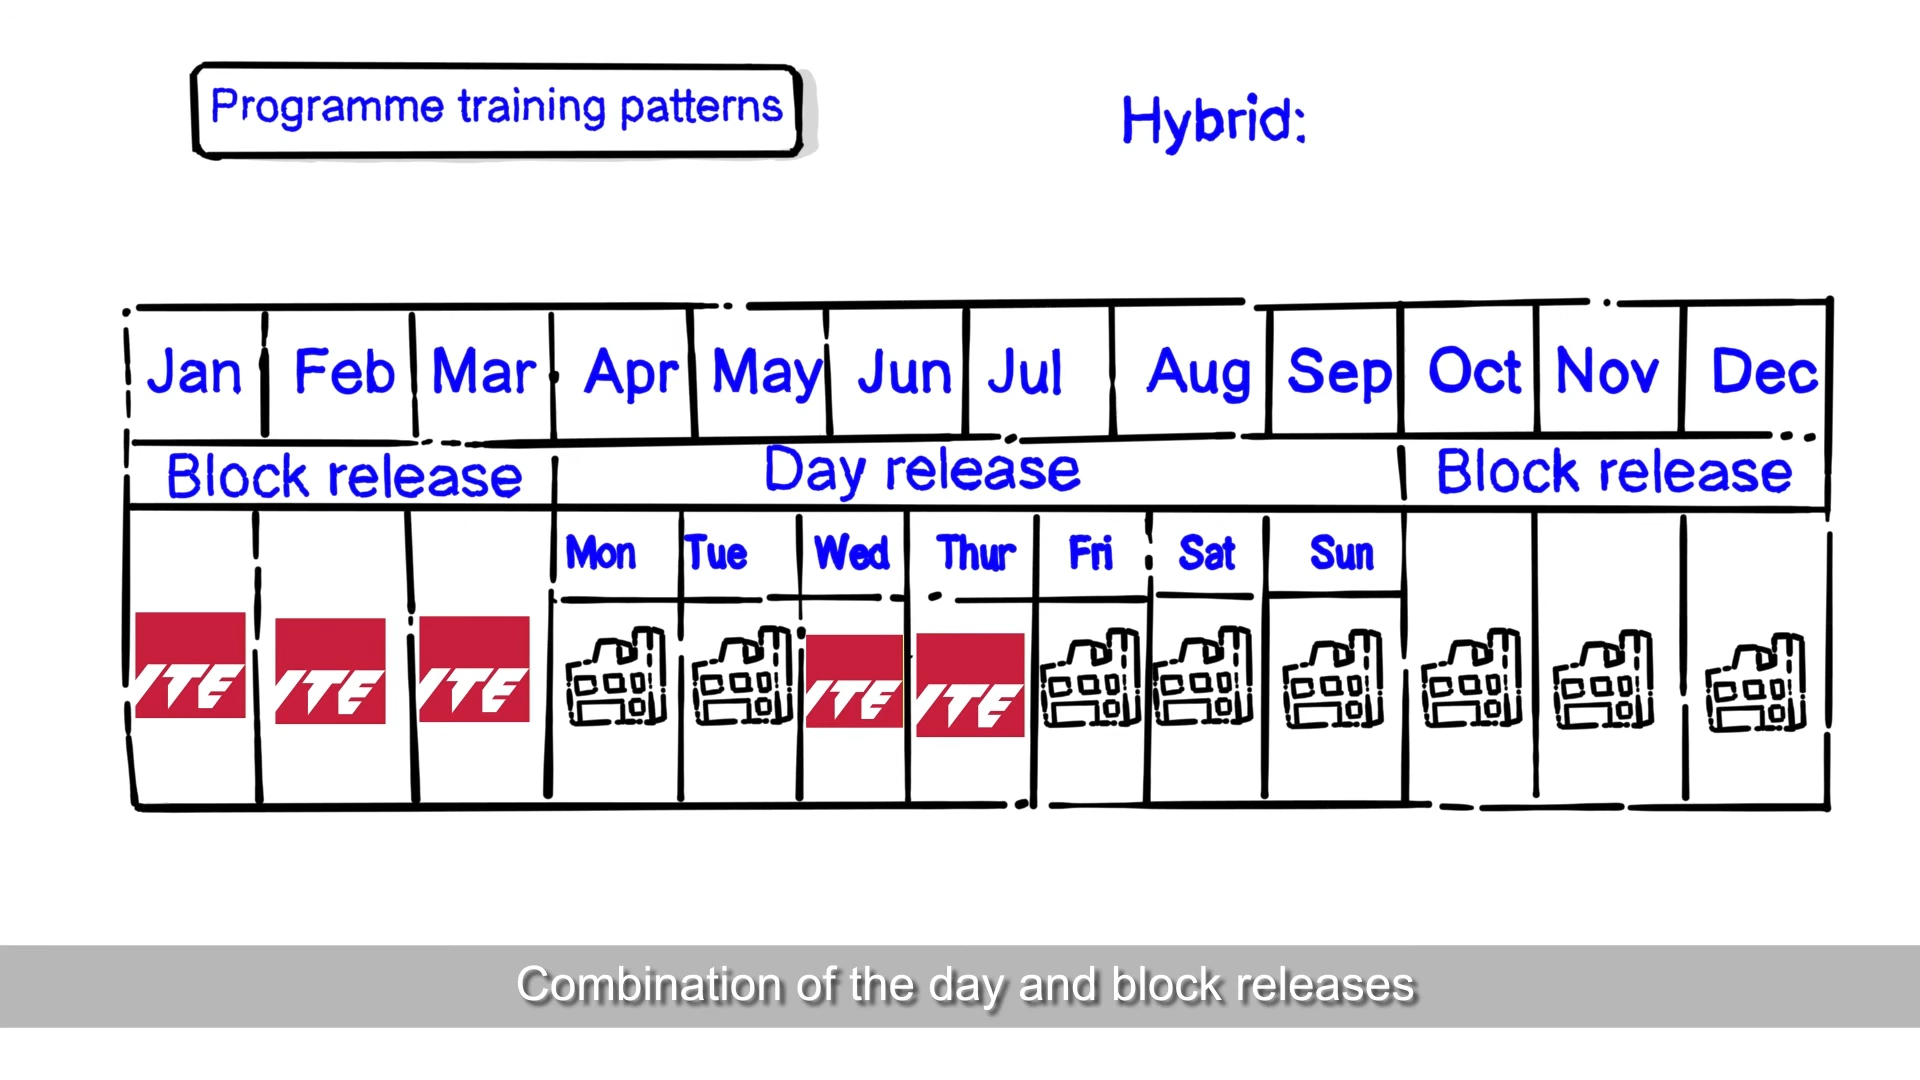 Programme training patterns
Hybrid:
Jan Feb Mar Apr May Jun Jul Aug Sep Oct Nov Dec
Block release Day release Block release
Mon Tue Wed Thur Fri Sat Sun
ITE ITE ITE ITE ITE
Combination of the day and block releases